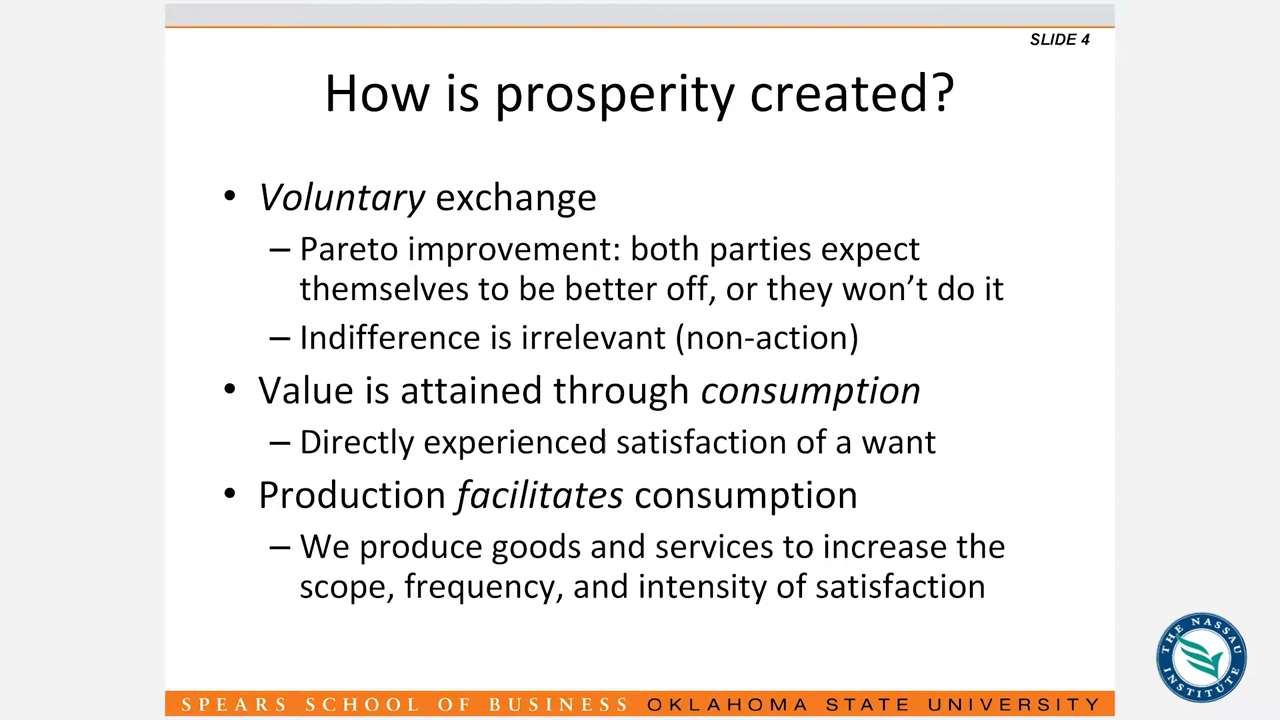 SLIDE 4
How is prosperity created?
• Voluntary exchange
– Pareto improvement: both parties expect
themselves to be better off, or they won’t do it
– Indifference is irrelevant (non-action)
• Value is attained through consumption
– Directly experienced satisfaction of a want
• Production facilitates consumption
– We produce goods and services to increase the
scope, frequency, and intensity of satisfaction
THE NASSAU
INSTITUTE
SPEARS SCHOOL OF BUSINESS OKLAHOMA STATE UNIVERSITY